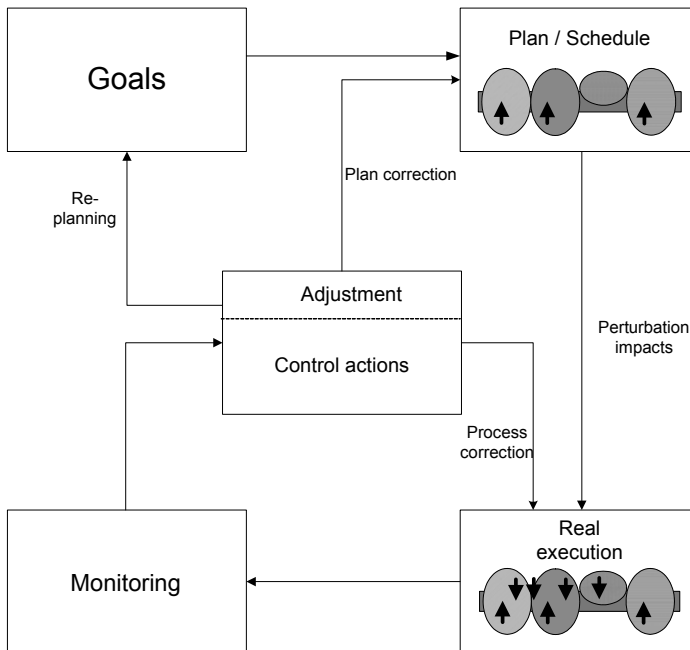 Goals
Plan / Schedule
Re-
planning
Plan correction
Adjustment
Control actions
Perturbation
impacts
Process
correction
Monitoring
Real
execution